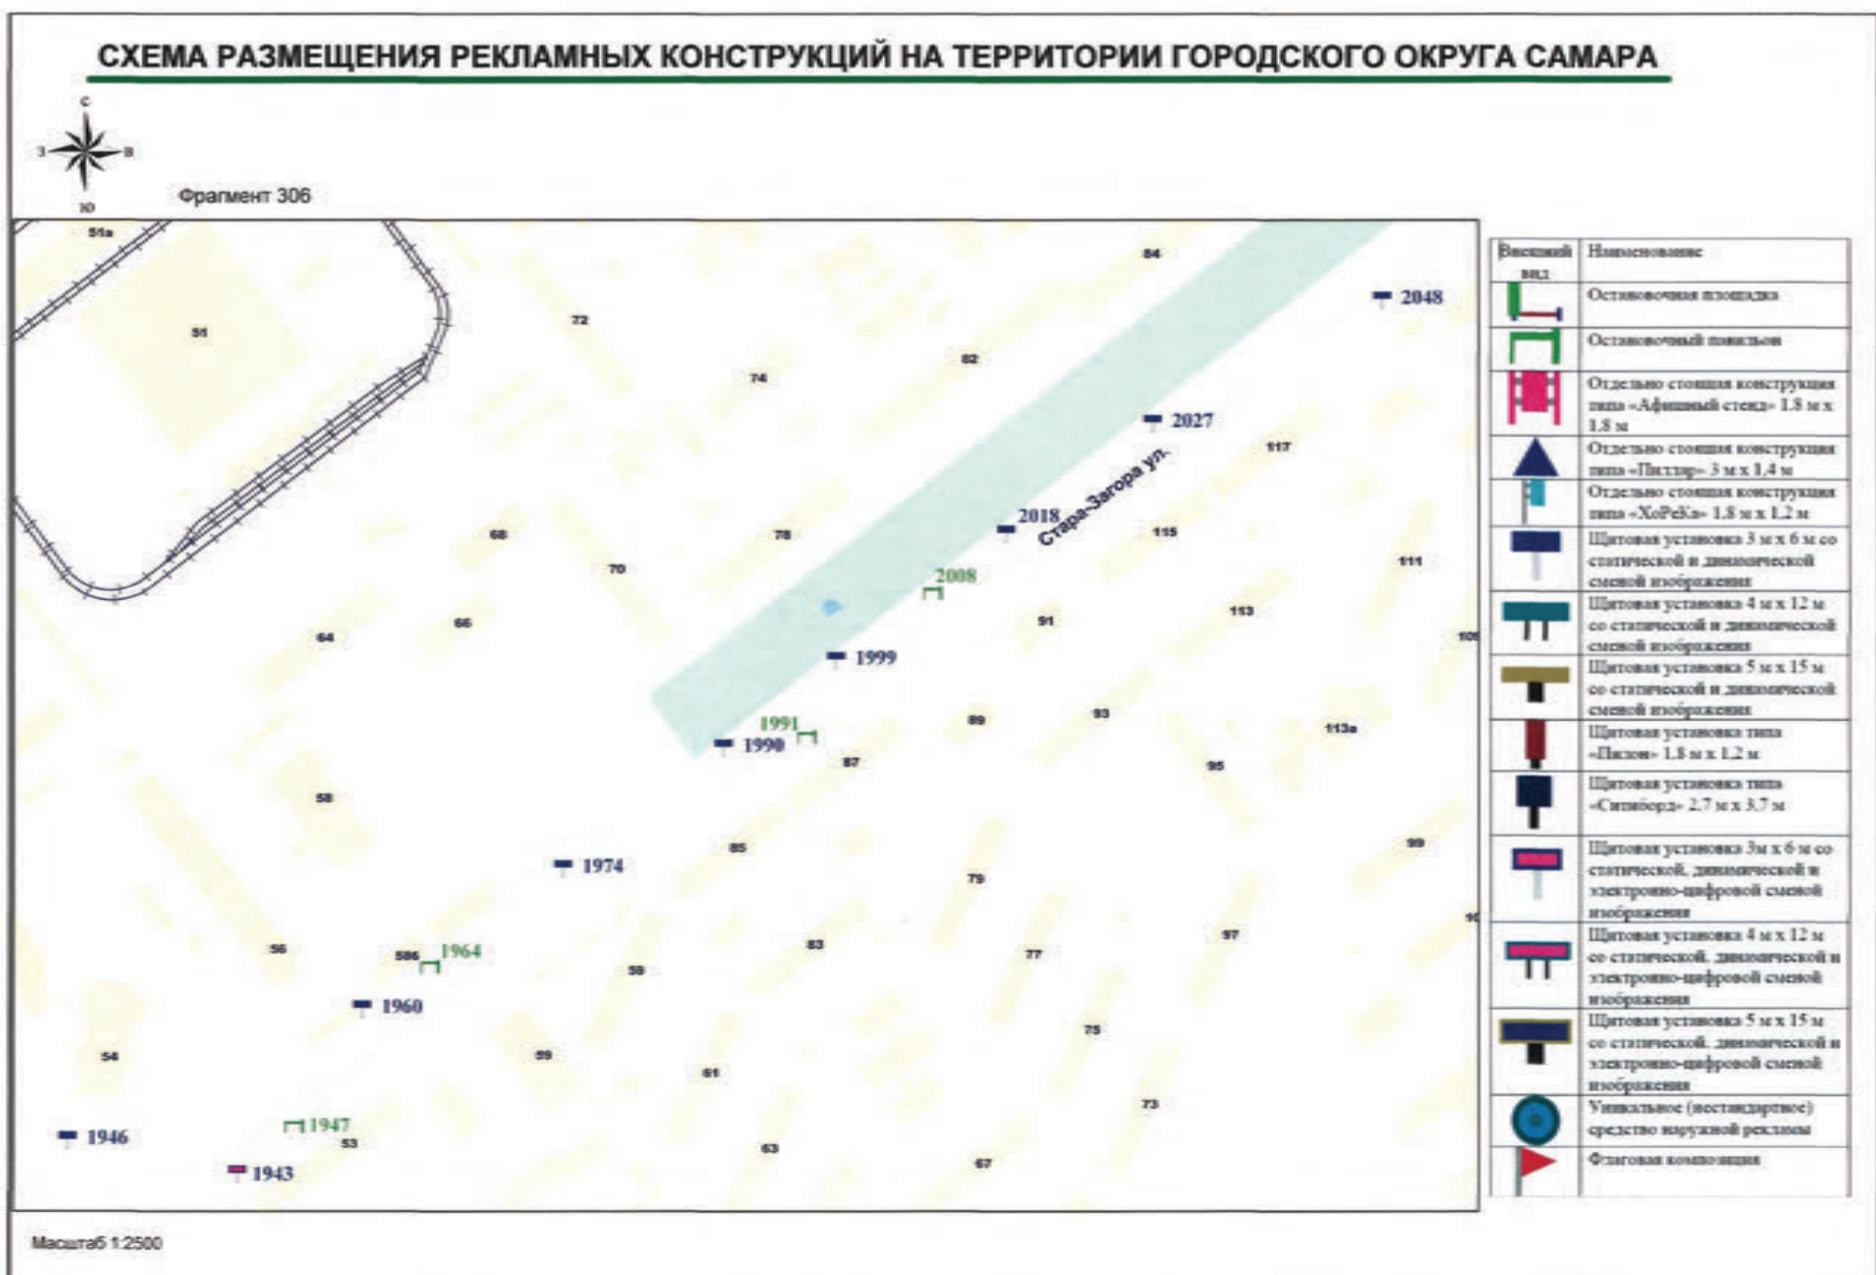 СХЕМА РАЗМЕЩЕНИЯ РЕКЛАМНЫХ КОНСТРУКЦИЙ НА ТЕРРИТОРИИ ГОРОДСКОГО ОКРУГА САМАРА
С
З В
Ю
Фрагмент 306
51а
84
2048
51
72
82
74
2027
117
Стара-Загора ул.
2018
68
78
115
70
2008
111
64
66
91
113
1999
1991
89
93
113а
1990
87
95
58
85
99
1974
79
56
58б
1964
59
83
77
97
1960
54
59
61
75
73
1946
1947
53
63
67
1943
Масштаб 1:2500
Внешний вид
Наименование
Остановочная площадка
Остановочный павильон
Отдельно стоящая конструкция
типа «Афишный стенд» 1.8 м х
1.8 м
Отдельно стоящая конструкция
типа «Пиллар» 3 м х 1,4 м
Отдельно стоящая конструкция
типа «ХоРеКа» 1.8 м х 1,2 м
Щитовая установка 3 м х 6 м со
статической и динамической
сменой изображения
Щитовая установка 4 м х 12 м
со статической и динамической
сменой изображения
Щитовая установка 5 м х 15 м
со статической и динамической
сменой изображения
Щитовая установка типа
«Пилон» 1.8 м х 1,2 м
Щитовая установка типа
«Ситиборд» 2.7 м х 3.7 м
Щитовая установка 3м х 6 м со
статической, динамической и
электронно-цифровой сменой
изображения
Щитовая установка 4 м х 12 м
со статической, динамической и
электронно-цифровой сменой
изображения
Щитовая установка 5 м х 15 м
со статической, динамической и
электронно-цифровой сменой
изображения
Уникальное (нестандартное)
средство наружной рекламы
Флаговая композиция